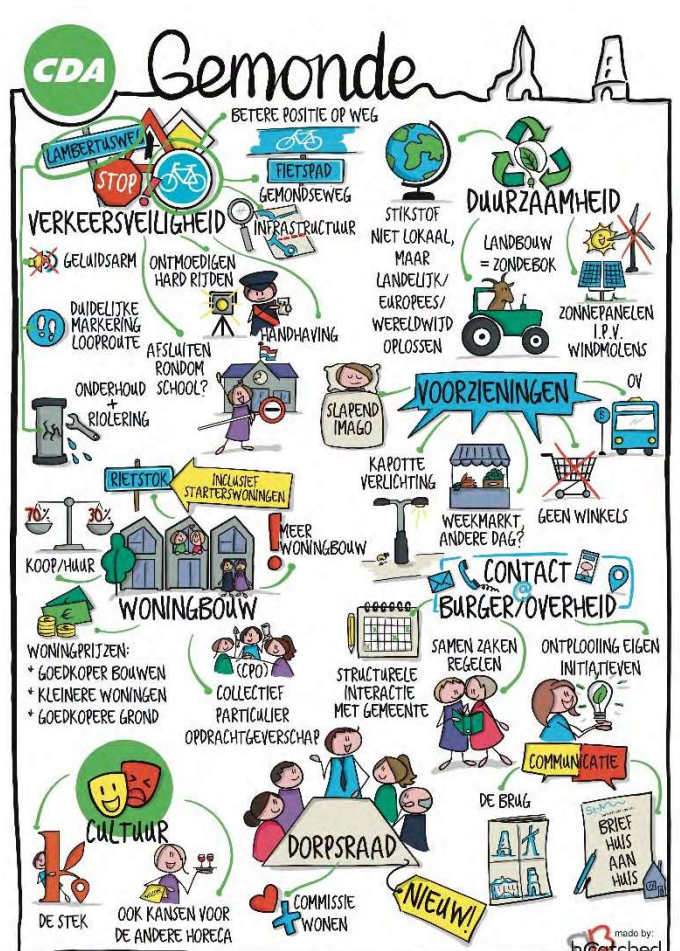 CDA
Gemonde
BETERE POSITIE OP WEG
LAMBERTUSWE
STOP
FIETSPAD
GEMONDSEWEG
INFRASTRUCTUUR
VERKEERSVEILIGHEID
GELUIDSARM
ONTMOEDIGEN
HARD RIJDEN
HANDHAVING
DUIDELIJKE
MARKERING
LOOPROUTE
AFSLUITEN
RONDOM
SCHOOL?
ONDERHOUD
+
RIOLERING
STIKSTOF
NIET LOKAAL,
MAAR
LANDELIJK/
EUROPEES/
WERELDWIJD
OPLOSSEN
DUURZAAMHEID
LANDBOUW
= ZONDEBOK
ZONNEPANELEN
I.P.V.
WINDMOLENS
VOORZIENINGEN
OV
5
SLAPEND
IMAGO
KAPOTTE
VERLICHTING
WEEKMARKT,
ANDERE DAG?
GEEN WINKELS
RIETSTOK
INCLUSIEF
STARTERSWONINGEN
70%
30%
KOOP/HUUR
MEER
WONINGBOUW
WONINGBOUW
WONINGPRIJZEN:
* GOEDKOPER BOUWEN
* KLEINERE WONINGEN
* GOEDKOPERE GROND
(CPO)
COLLECTIEF
PARTICULIER
OPDRACHTGEVERSCHAP
CONTACT
@
BURGER/OVERHEID
STRUCTURELE
INTERACTIE
MET GEMEENTE
SAMEN ZAKEN
REGELEN
ONTPLOOIING EIGEN
INITIATIEVEN
COMMUNICATIE
DE BRUG
BRIEF
HUIS
AAN
HUIS
CULTUUR
DE STEK
OOK KANSEN VOOR
DE ANDERE HORECA
DORPSRAAD
NIEUW!
COMMISSIE
WONEN
made by: